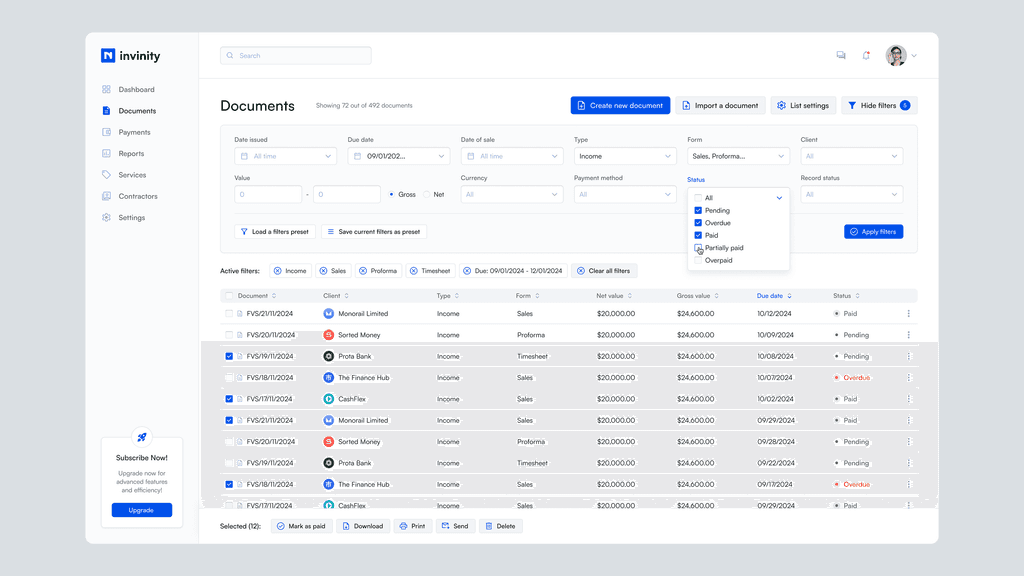 invinity
Search
Dashboard
Documents
Payments
Reports
Services
Contractors
Settings
Subscribe Now!
Upgrade now for
advanced features
and efficiency!
Upgrade
Documents
Showing 72 out of 492 documents
Create new document
Import a document
List settings
Hide filters 5
Date issued Due date Date of sale Type Form Client
All time 09/01/202... All time Income Sales, Proforma... All
Value Currency Payment method Status Record status
0 - 0 Gross Net All All All
All
Pending
Overdue
Paid
Partially paid
Overpaid
Load a filters preset Save current filters as preset Apply filters
Active filters: Income Sales Proforma Timesheet Due: 09/01/2024 - 12/01/2024 Clear all filters
Document Client Type Form Net value Gross value Due date Status
FVS/21/11/2024 Monorail Limited Income Sales $20,000.00 $24,600.00 10/12/2024 Paid
FVS/20/11/2024 Sorted Money Income Proforma $20,000.00 $24,600.00 10/09/2024 Pending
FVS/19/11/2024 Prota Bank Income Timesheet $20,000.00 $24,600.00 10/08/2024 Pending
FVS/18/11/2024 The Finance Hub Income Sales $20,000.00 $24,600.00 10/07/2024 Overdue
FVS/17/11/2024 CashFlex Income Sales $20,000.00 $24,600.00 10/02/2024 Paid
FVS/21/11/2024 Monorail Limited Income Sales $20,000.00 $24,600.00 09/29/2024 Paid
FVS/20/11/2024 Sorted Money Income Proforma $20,000.00 $24,600.00 09/28/2024 Pending
FVS/19/11/2024 Prota Bank Income Timesheet $20,000.00 $24,600.00 09/22/2024 Pending
FVS/18/11/2024 The Finance Hub Income Sales $20,000.00 $24,600.00 09/17/2024 Overdue
FVS/17/11/2024 CashFlex Income Sales $20,000.00 $24,600.00 09/05/2024 Paid
Selected (12): Mark as paid Download Print Send Delete